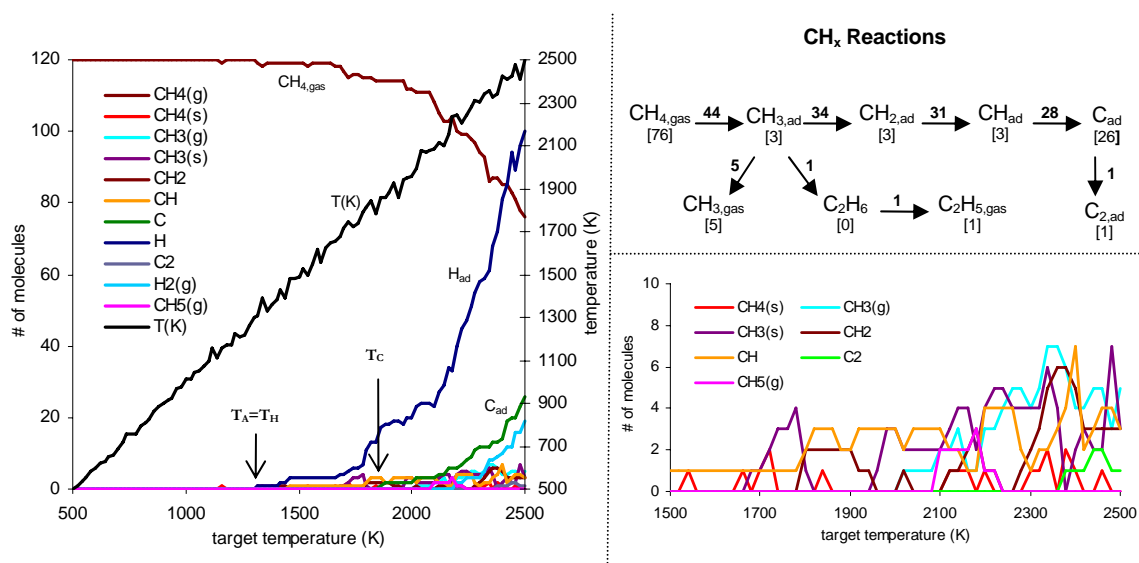 120
100
80
60
40
20
0
# of molecules
CH4(g)
CH4(s)
CH3(g)
CH3(s)
CH2
CH
C
H
C2
H2(g)
CH5(g)
T(K)
CH4,gas
T(K)
Had
Cad
TA=TH
TC
2500
2300
2100
1900
1700
1500
1300
1100
900
700
500
temperature (K)
500 1000 1500 2000 2500
target temperature (K)
CHx Reactions
CH4,gas 44 CH3,ad 34 CH2,ad 31 CHad 28 Cad
[76] [3] [3] [3] [26]
5 1 1
CH3,gas C2H6 1 C2H5,gas C2,ad
[5] [0] [1] [1]
10
8
6
4
2
0
# of molecules
CH4(s) CH3(g)
CH3(s) CH2
CH C2
CH5(g)
1500 1700 1900 2100 2300 2500
target temperature (K)